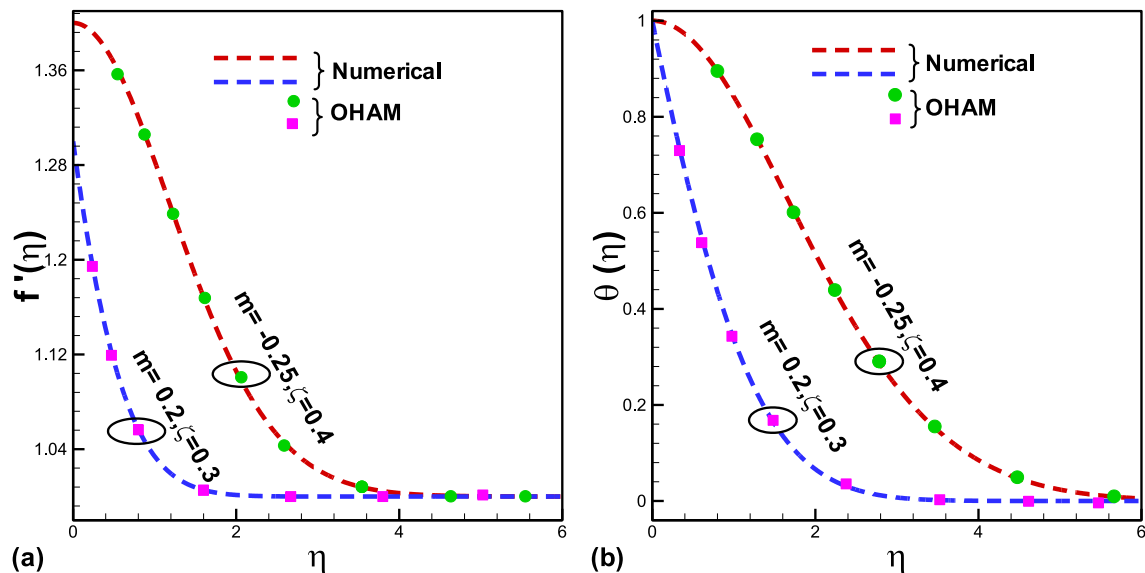 f '(η)
1.36
1.28
1.2
1.12
1.04
0
2
4
6
η
(a)
Numerical
OHAM
m= -0.25,ζ=0.4
m= 0.2,ζ=0.3
θ (η)
1
0.8
0.6
0.4
0.2
0
0
2
4
6
η
(b)
Numerical
OHAM
m= -0.25,ζ=0.4
m= 0.2,ζ=0.3